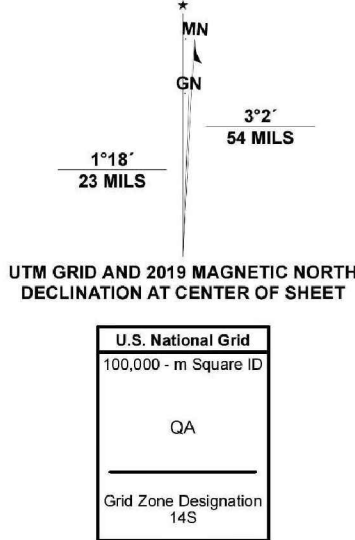 ★
MN
GN
3°2´
54 MILS
1°18´
23 MILS
UTM GRID AND 2019 MAGNETIC NORTH
DECLINATION AT CENTER OF SHEET
U.S. National Grid
100,000 - m Square ID
QA
Grid Zone Designation
14S